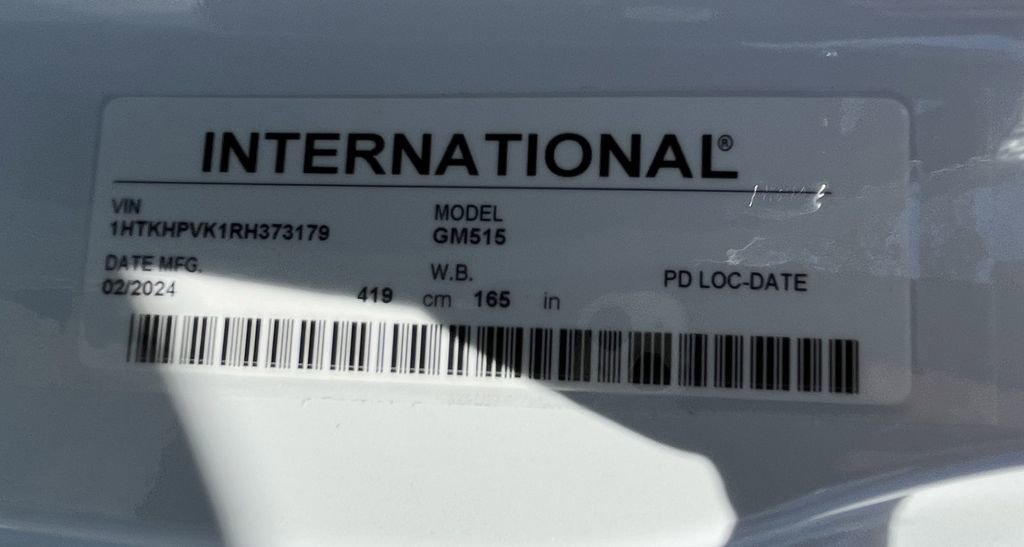 INTERNATIONAL®
VIN
1HTKHPVK1RH373179
MODEL
GM515
DATE MFG.
02/2024
W.B.
419 cm 165 in
PD LOC-DATE